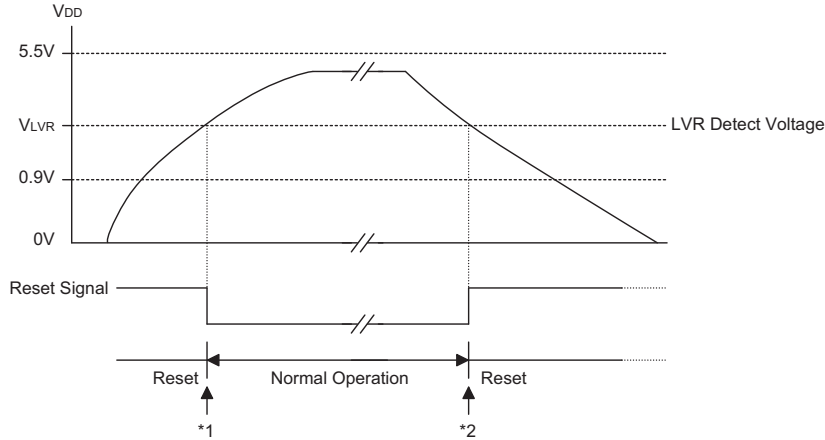 VDD
5.5V
VLVR
LVR Detect Voltage
0.9V
0V
Reset Signal
Reset
Normal Operation
Reset
*1
*2